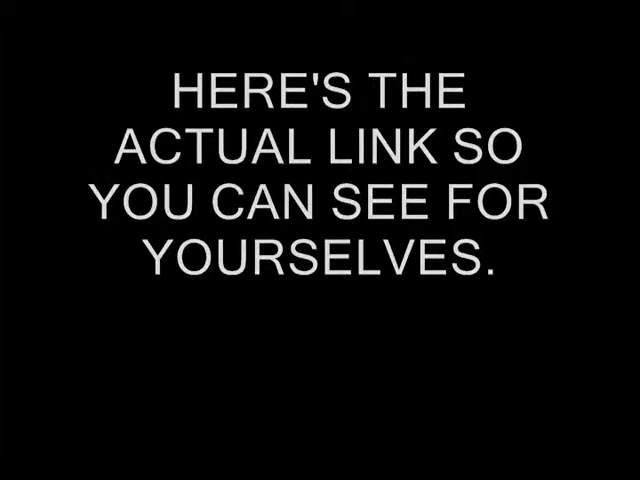 HERE'S THE
ACTUAL LINK SO
YOU CAN SEE FOR
YOURSELVES.